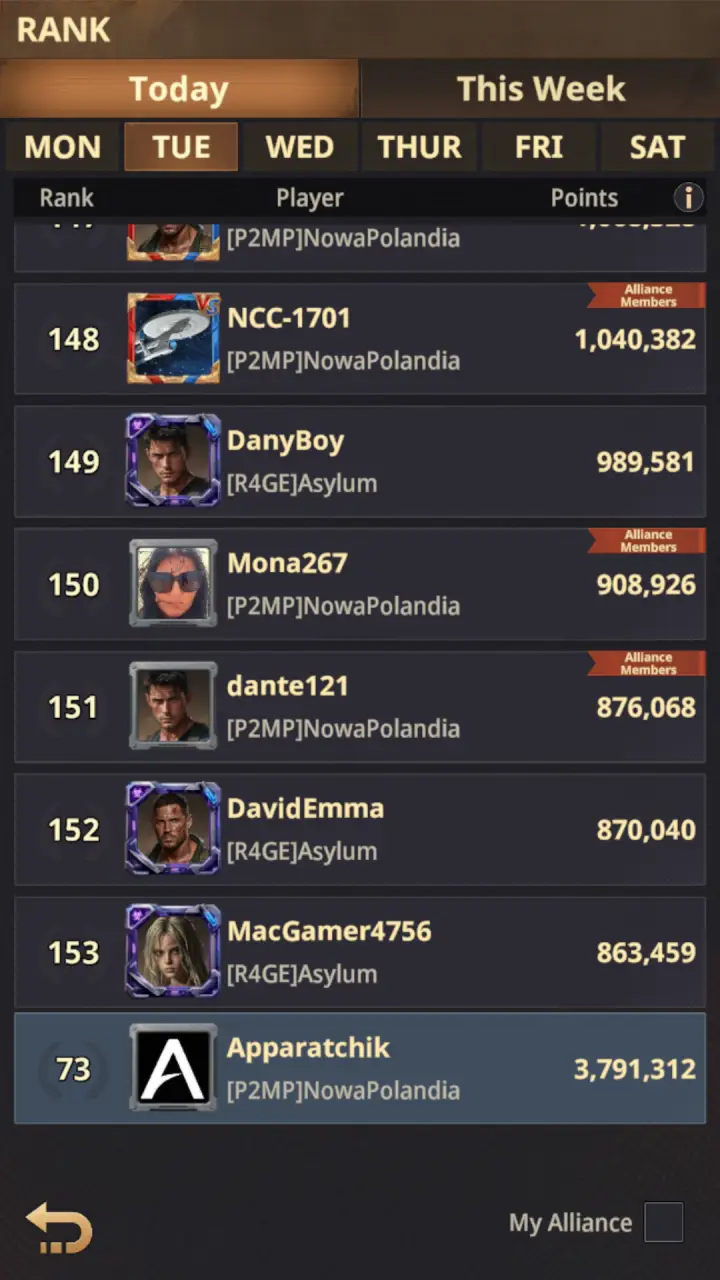 RANK
Today
This Week
MON
TUE
WED
THUR
FRI
SAT
Rank
Player
Points
i
[P2MP]NowaPolandia
Alliance
Members
148
NCC-1701
[P2MP]NowaPolandia
1,040,382
149
DanyBoy
[R4GE]Asylum
989,581
Alliance
Members
150
Mona267
[P2MP]NowaPolandia
908,926
Alliance
Members
151
dante121
[P2MP]NowaPolandia
876,068
152
DavidEmma
[R4GE]Asylum
870,040
153
MacGamer4756
[R4GE]Asylum
863,459
73
Apparatchik
[P2MP]NowaPolandia
3,791,312
My Alliance